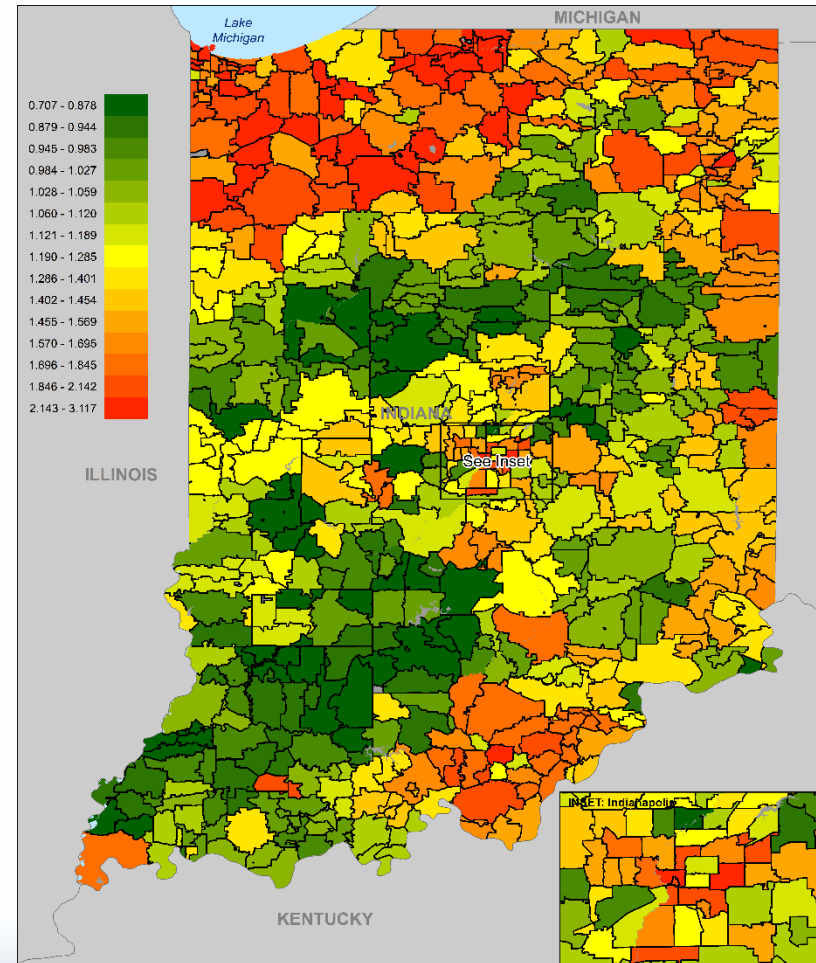 MICHIGAN
Lake
Michigan
0.707 - 0.878
0.879 - 0.944
0.945 - 0.983
0.984 - 1.027
1.028 - 1.059
1.060 - 1.120
1.121 - 1.189
1.190 - 1.285
1.286 - 1.401
1.402 - 1.454
1.455 - 1.569
1.570 - 1.695
1.696 - 1.845
1.846 - 2.142
2.143 - 3.117
INDIANA
See Inset
ILLINOIS
INSET: Indianapolis
KENTUCKY